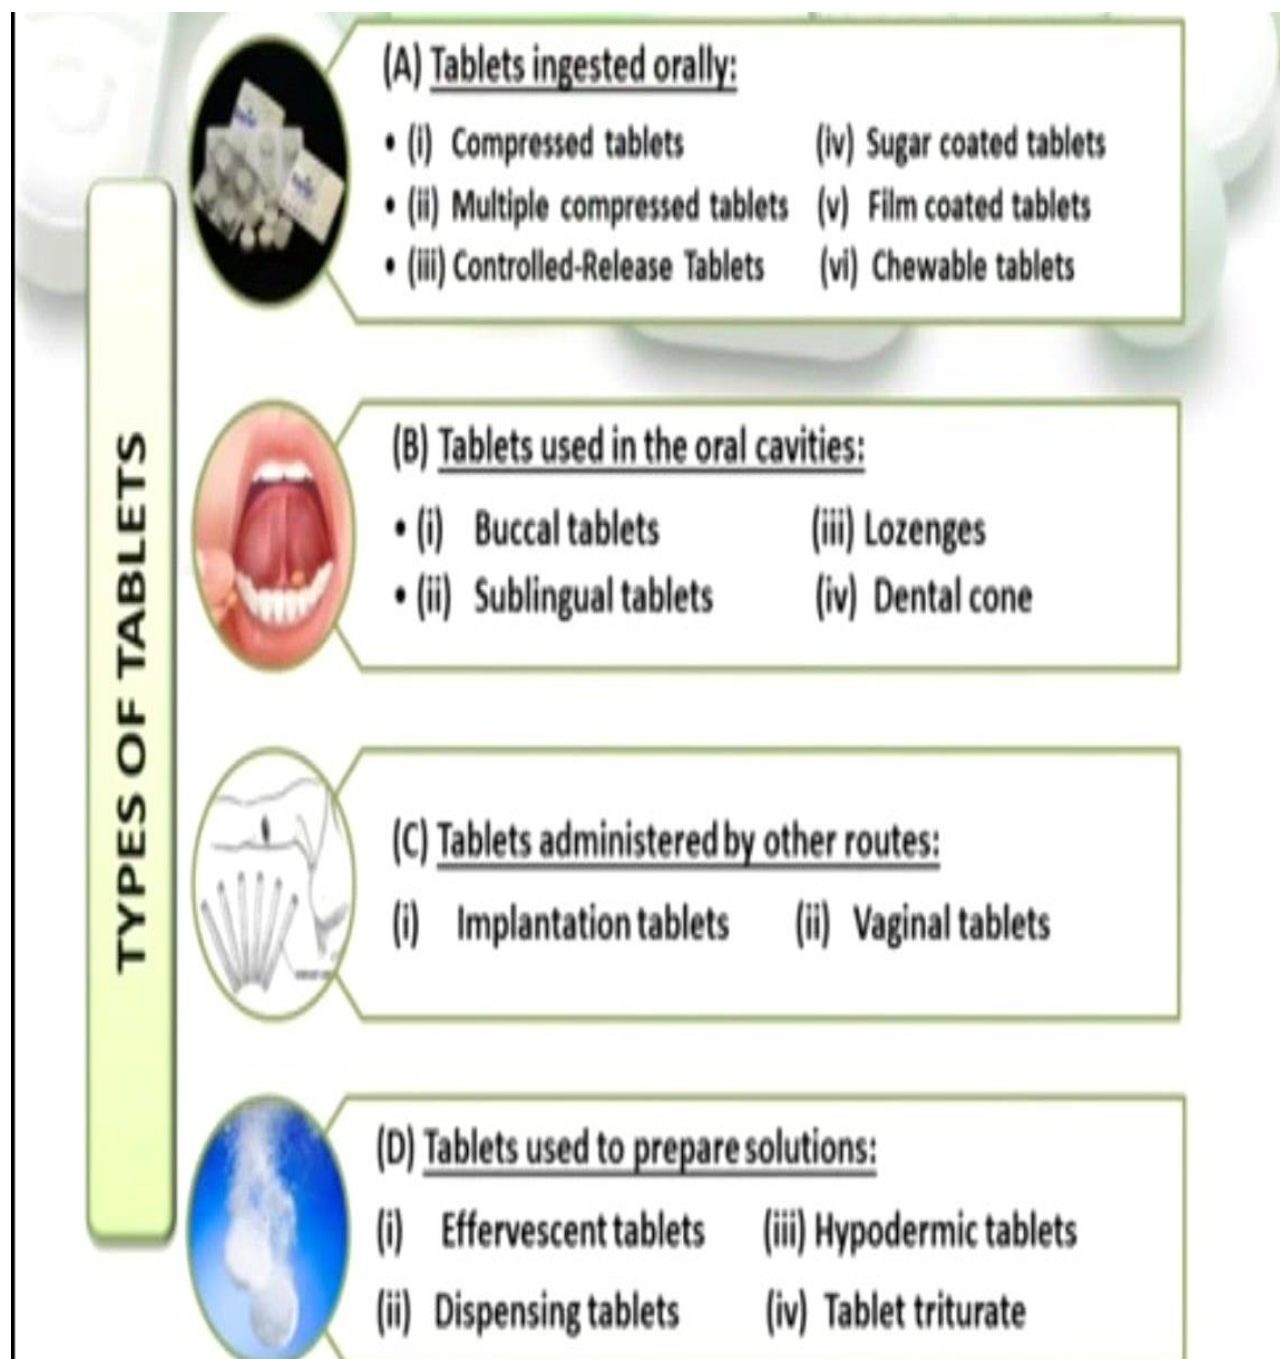 TYPES OF TABLETS
(A) Tablets ingested orally:
• (i) Compressed tablets (iv) Sugar coated tablets
• (ii) Multiple compressed tablets (v) Film coated tablets
• (iii) Controlled-Release Tablets (vi) Chewable tablets
(B) Tablets used in the oral cavities:
• (i) Buccal tablets (iii) Lozenges
• (ii) Sublingual tablets (iv) Dental cone
(C) Tablets administered by other routes:
(i) Implantation tablets (ii) Vaginal tablets
(D) Tablets used to prepare solutions:
(i) Effervescent tablets (iii) Hypodermic tablets
(ii) Dispensing tablets (iv) Tablet triturate